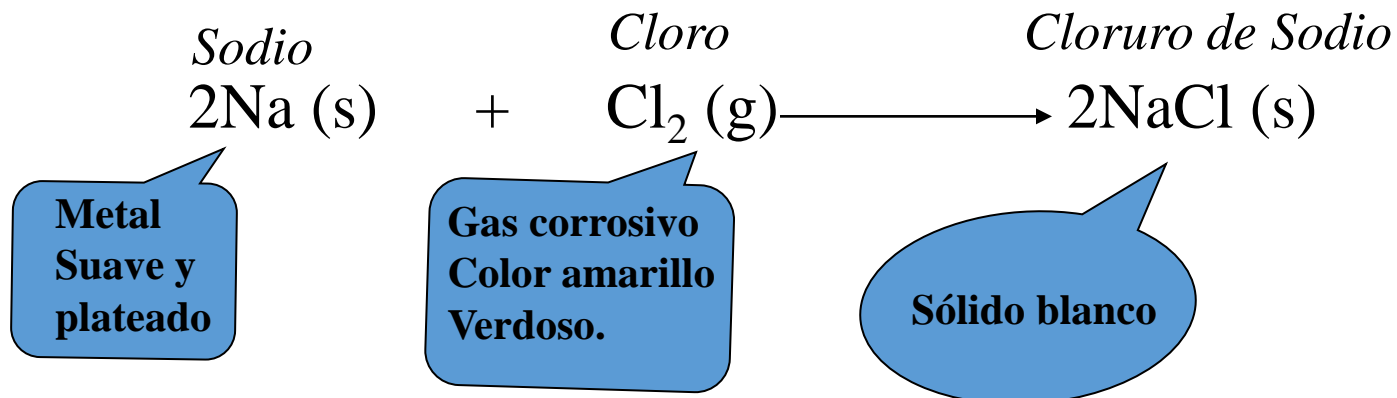 Sodio
Cloro
Cloruro de Sodio
2Na (s) + Cl₂ (g) → 2NaCl (s)
Metal
Suave y
plateado
Gas corrosivo
Color amarillo
Verdoso.
Sólido blanco